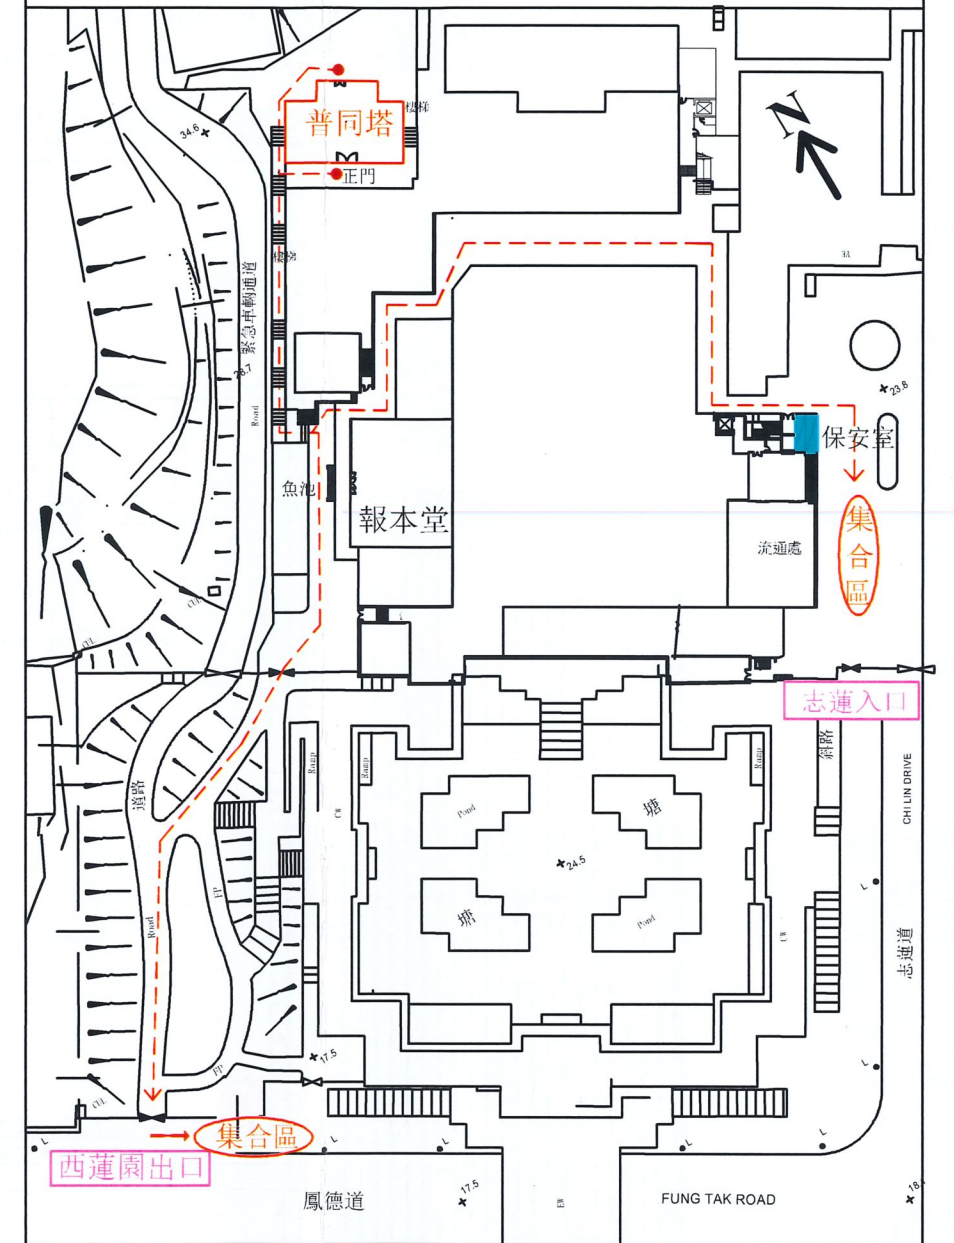 34.6
普同塔
樓梯
正門
N
樓梯
緊急車輛通道
28.7
Road
23.8
保安室
魚池
報本堂
集合區
流通處
CUL
CUL
志蓮入口
斜路
Ramp
Ramp
Ramp
道路
CW
Pond
塘
CHI LIN DRIVE
24.5
塘
Pond
FP
L
Road
CW
志蓮道
17.5
FP
L
CUL
L
集合區
L
L
L
L
西蓮園出口
鳳德道
17.5
FUNG TAK ROAD